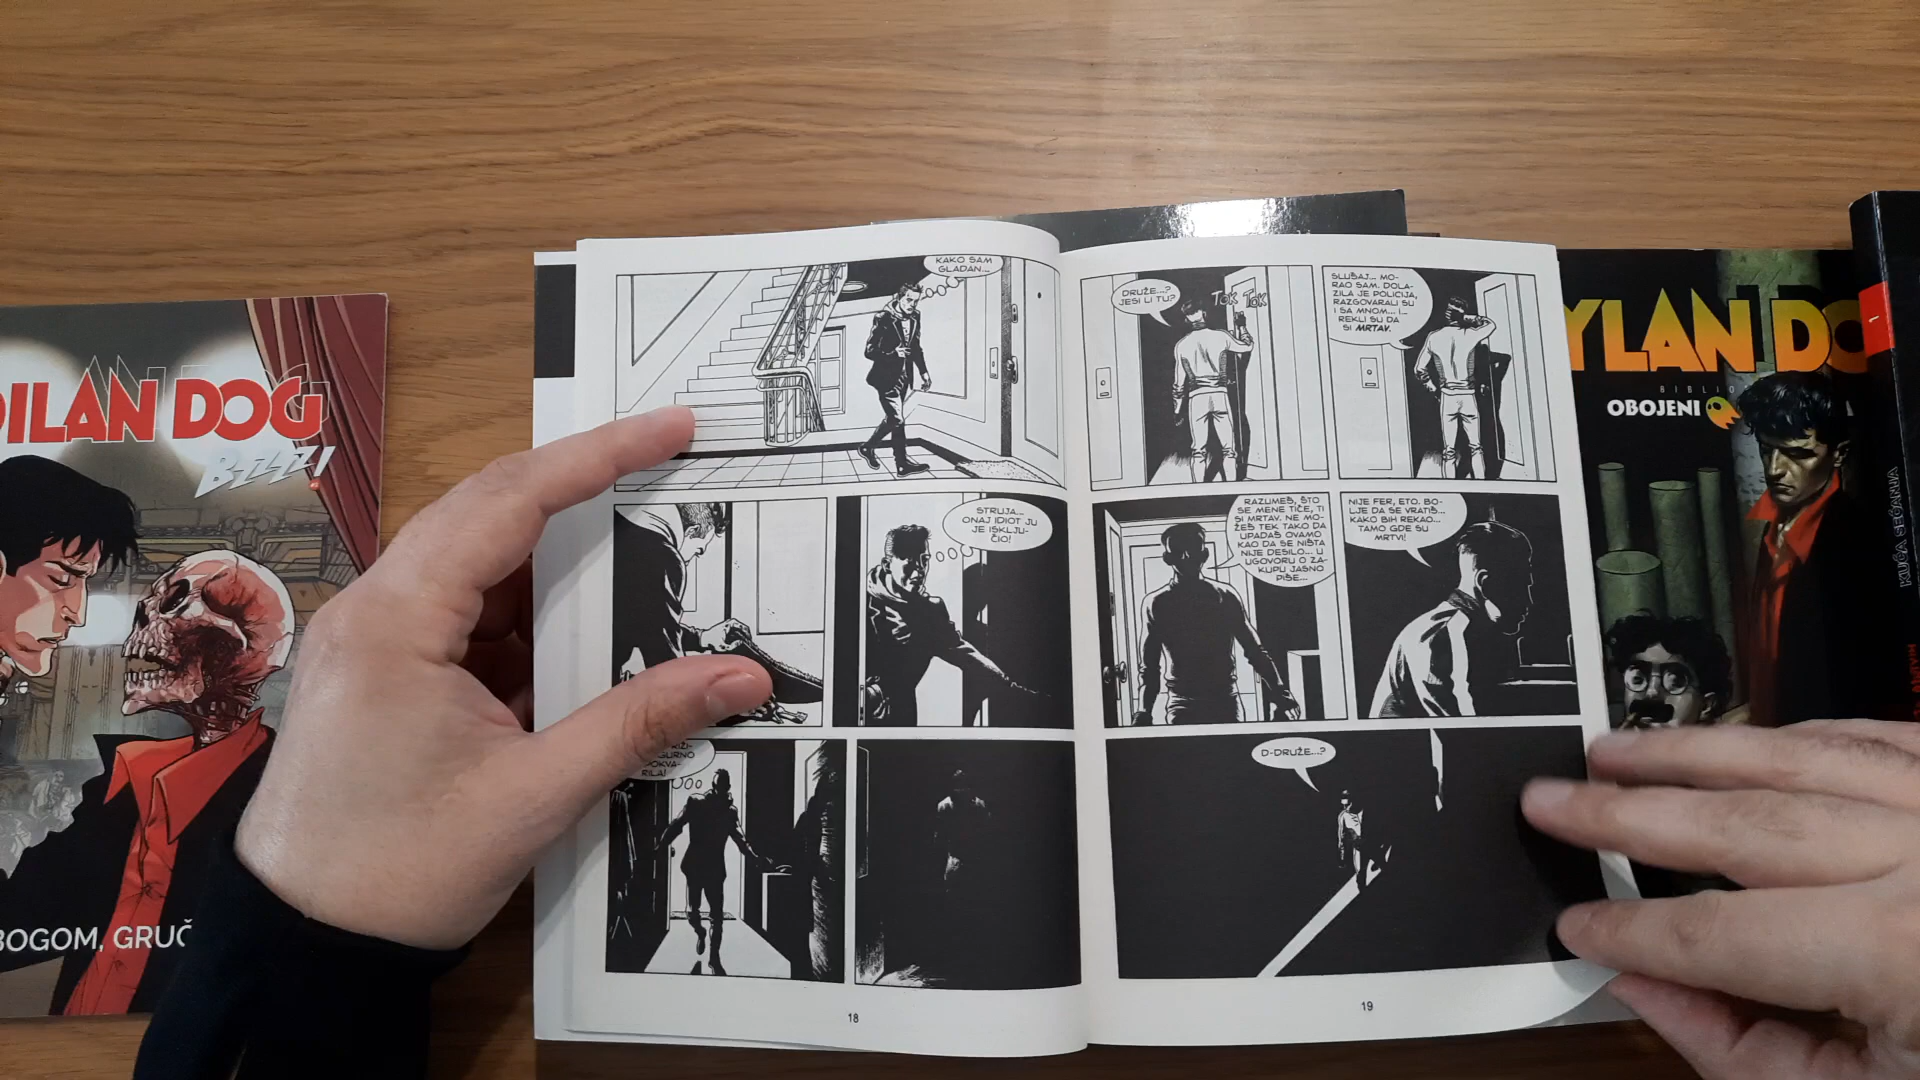 DILAN DOG
BZZZ!
BOGOM, GRUČ
KAKO SAM
GLADAN...
STRUJA...
ONAJ IDIOT JU
JE ISKLJU-
ČIO!
RILA!
18
DRUŽE...?
JESI LI TU?
TOK TOK
SLUŠAJ... MO-
RAO SAM. DOLA-
ZILA JE POLICIJA,
RAZGOVARALI SU
I SA MNOM... I...
REKLI SU DA
SI MRTAV.
RAZUMEŠ, ŠTO
SE MENE TIČE, TI
SI MRTAV. NE MO-
ŽEŠ TEK TAKO DA
UPADAŠ OVAMO
KAO DA SE NIŠTA
NIJE DESILO... U
UGOVORU O ZA-
KUPU JASNO
PIŠE...
NIJE FER, ETO. BO-
LJE DA SE VRATIŠ...
KAKO BIH REKAO...
TAMO GDE SU
MRTVI!
D-DRUŽE...?
19
YLAN DO
OBOJENI
1
KUĆA SEĆANJA